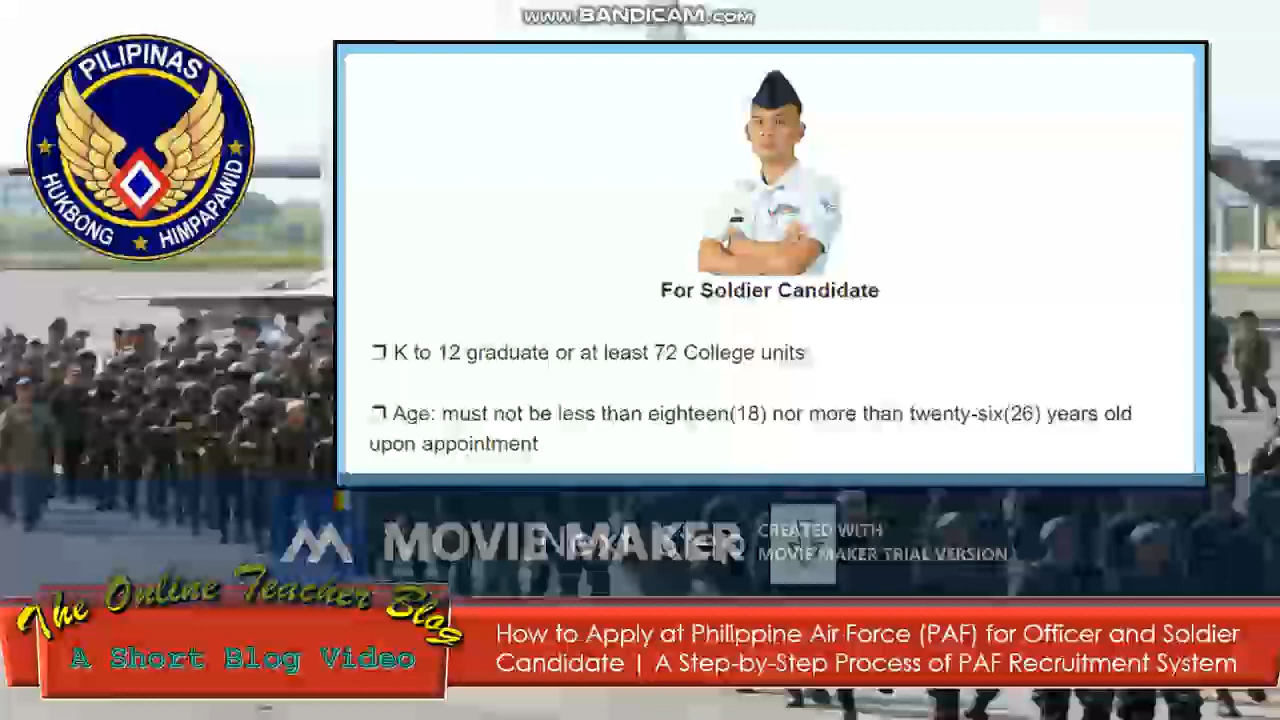 www.BANDICAM.com
PILIPINAS
HUKBONG HIMPAPAWID
For Soldier Candidate
K to 12 graduate or at least 72 College units
Age: must not be less than eighteen(18) nor more than twenty-six(26) years old
upon appointment
MOVIE MAKER
CREATED WITH
MOVIE MAKER TRIAL VERSION
The Online Teacher Blog
A Short Blog Video
How to Apply at Philippine Air Force (PAF) for Officer and Soldier
Candidate | A Step-by-Step Process of PAF Recruitment System